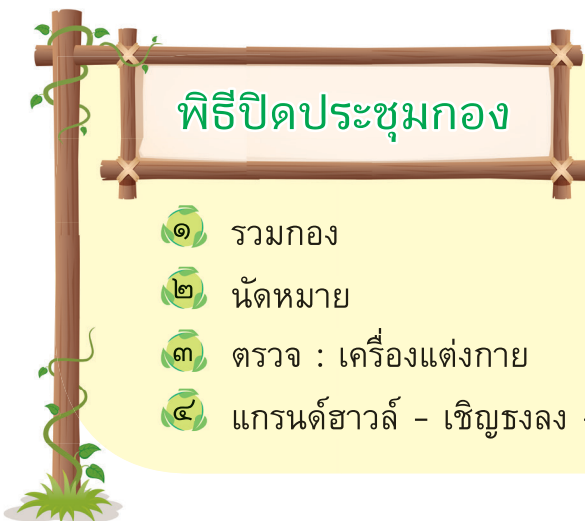 พิธีปิดประชุมกอง
๑ รวมกอง
๒ นัดหมาย
๓ ตรวจ : เครื่องแต่งกาย
๔ แกรนด์ฮาวล์ - เชิญธงลง -